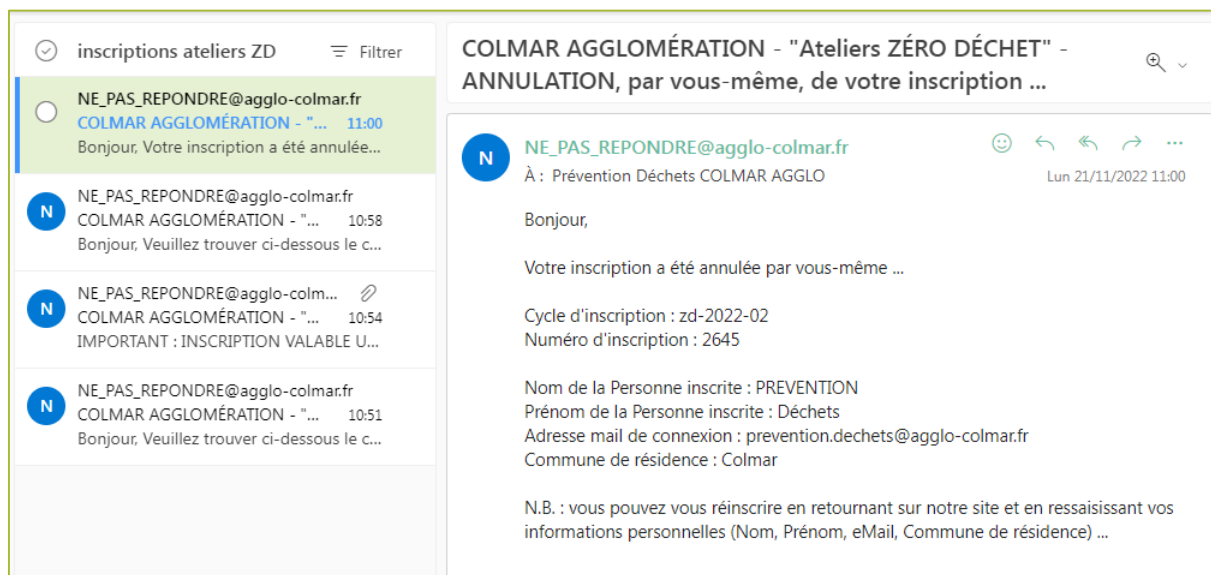 inscriptions ateliers ZD
Filtrer
NE_PAS_REPONDRE@agglo-colmar.fr
COLMAR AGGLOMÉRATION - "... 11:00
Bonjour, Votre inscription a été annulée...
N
NE_PAS_REPONDRE@agglo-colmar.fr
COLMAR AGGLOMÉRATION - "... 10:58
Bonjour, Veuillez trouver ci-dessous le c...
N
NE_PAS_REPONDRE@agglo-colm...
COLMAR AGGLOMÉRATION - "... 10:54
IMPORTANT : INSCRIPTION VALABLE U...
N
NE_PAS_REPONDRE@agglo-colmar.fr
COLMAR AGGLOMÉRATION - "... 10:51
Bonjour, Veuillez trouver ci-dessous le c...
COLMAR AGGLOMÉRATION - "Ateliers ZÉRO DÉCHET" -
ANNULATION, par vous-même, de votre inscription ...
N
NE_PAS_REPONDRE@agglo-colmar.fr
À : Prévention Déchets COLMAR AGGLO
Lun 21/11/2022 11:00
Bonjour,
Votre inscription a été annulée par vous-même ...
Cycle d'inscription : zd-2022-02
Numéro d'inscription : 2645
Nom de la Personne inscrite : PREVENTION
Prénom de la Personne inscrite : Déchets
Adresse mail de connexion : prevention.dechets@agglo-colmar.fr
Commune de résidence : Colmar
N.B. : vous pouvez vous réinscrire en retournant sur notre site et en ressaisissant vos
informations personnelles (Nom, Prénom, eMail, Commune de résidence) ...